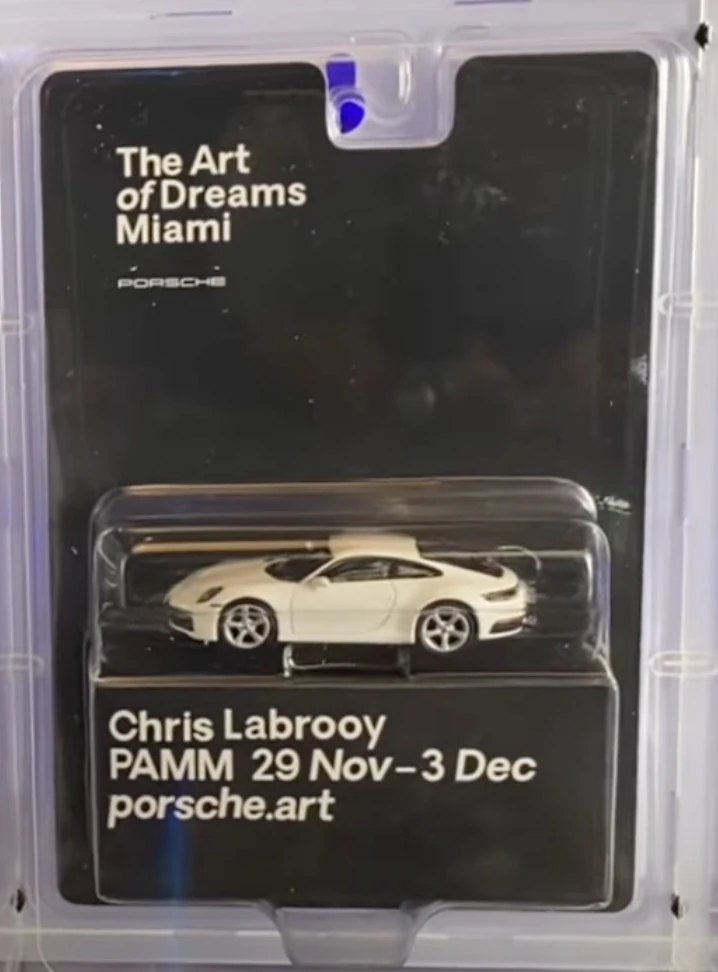 The Art
of Dreams
Miami
PORSCHE
Chris Labrooy
PAMM 29 Nov–3 Dec
porsche.art